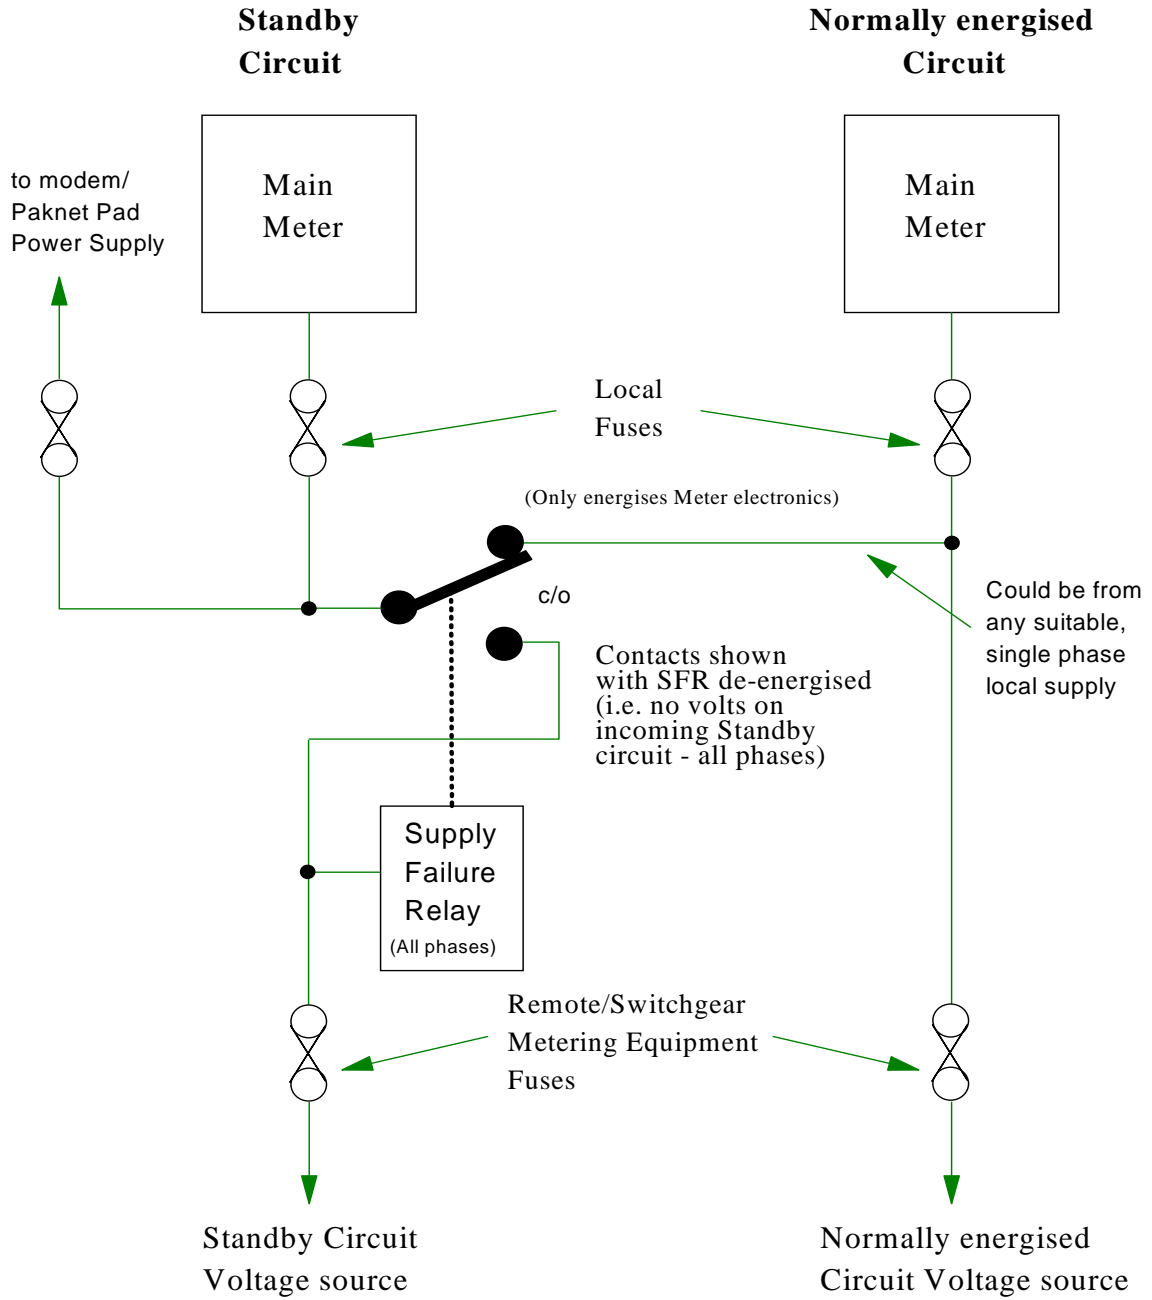 Standby
Circuit
Normally energised
Circuit
to modem/
Paknet Pad
Power Supply
Main
Meter
Main
Meter
Local
Fuses
(Only energises Meter electronics)
c/o
Could be from
any suitable,
single phase
local supply
Contacts shown
with SFR de-energised
(i.e. no volts on
incoming Standby
circuit - all phases)
Supply
Failure
Relay
(All phases)
Remote/Switchgear
Metering Equipment
Fuses
Standby Circuit
Voltage source
Normally energised
Circuit Voltage source